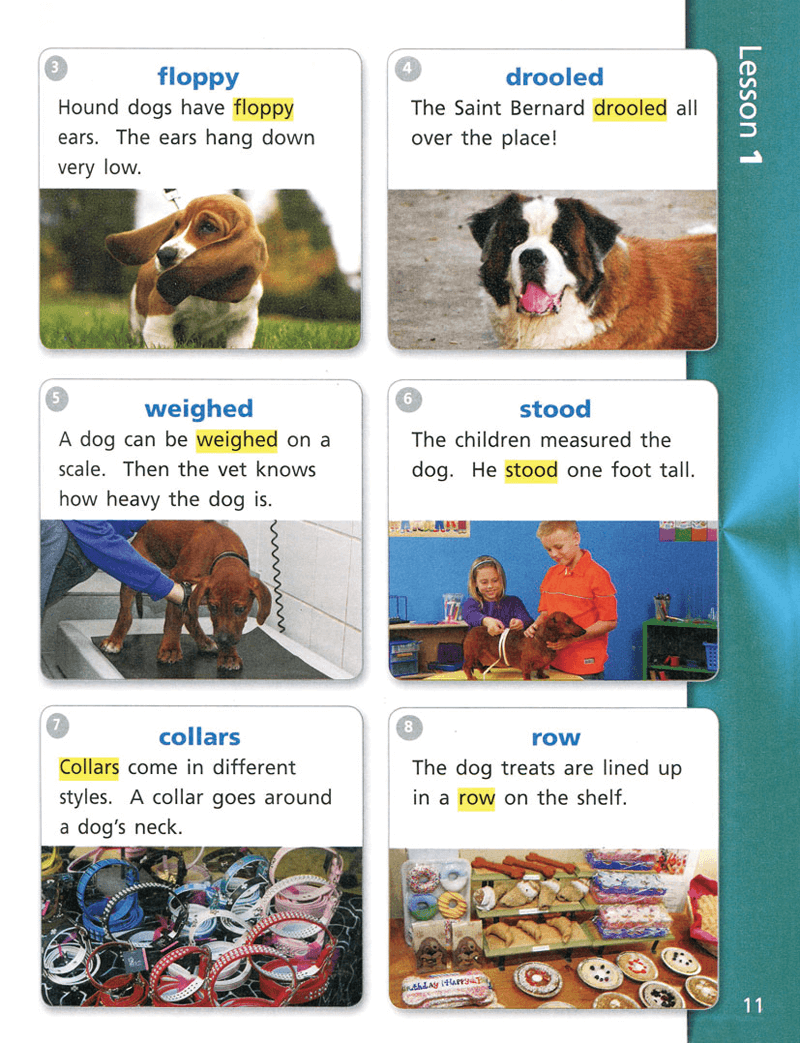 Lesson 1
3
floppy
Hound dogs have floppy
ears. The ears hang down
very low.
4
drooled
The Saint Bernard drooled all
over the place!
5
weighed
A dog can be weighed on a
scale. Then the vet knows
how heavy the dog is.
6
stood
The children measured the
dog. He stood one foot tall.
7
collars
Collars come in different
styles. A collar goes around
a dog's neck.
8
row
The dog treats are lined up
in a row on the shelf.
11